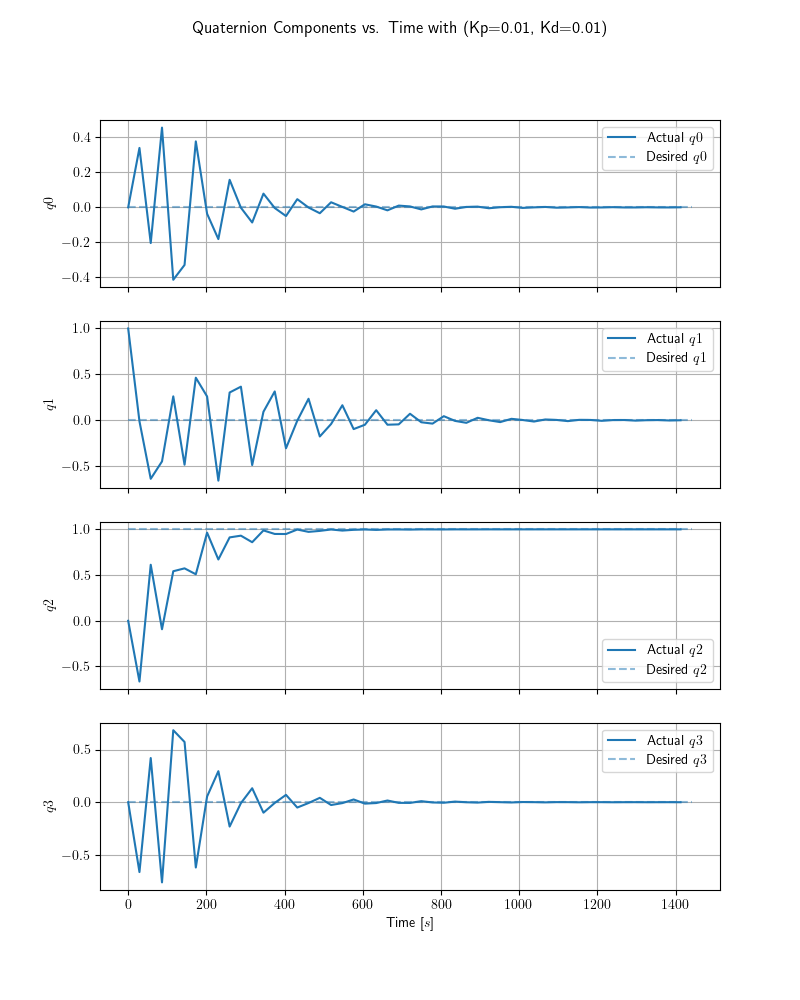 Quaternion Components vs. Time with (Kp=0.01, Kd=0.01)
0.4
0.2
0.0
−0.2
−0.4
q0
Actual q0
Desired q0
1.0
0.5
0.0
−0.5
q1
Actual q1
Desired q1
1.0
0.5
0.0
−0.5
q2
Actual q2
Desired q2
0.5
0.0
−0.5
q3
Actual q3
Desired q3
0 200 400 600 800 1000 1200 1400
Time [s]